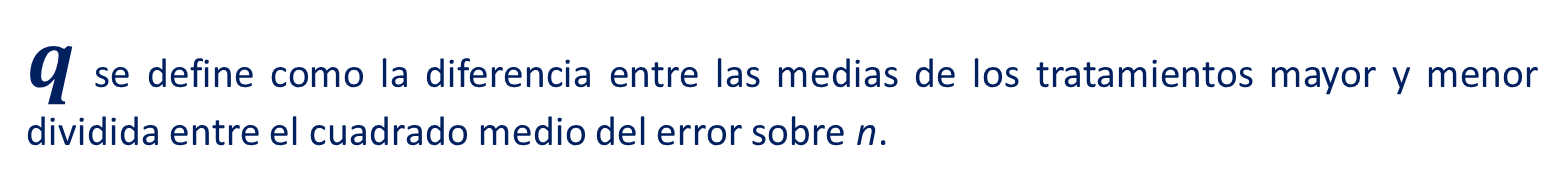 q se define como la diferencia entre las medias de los tratamientos mayor y menor
dividida entre el cuadrado medio del error sobre n.